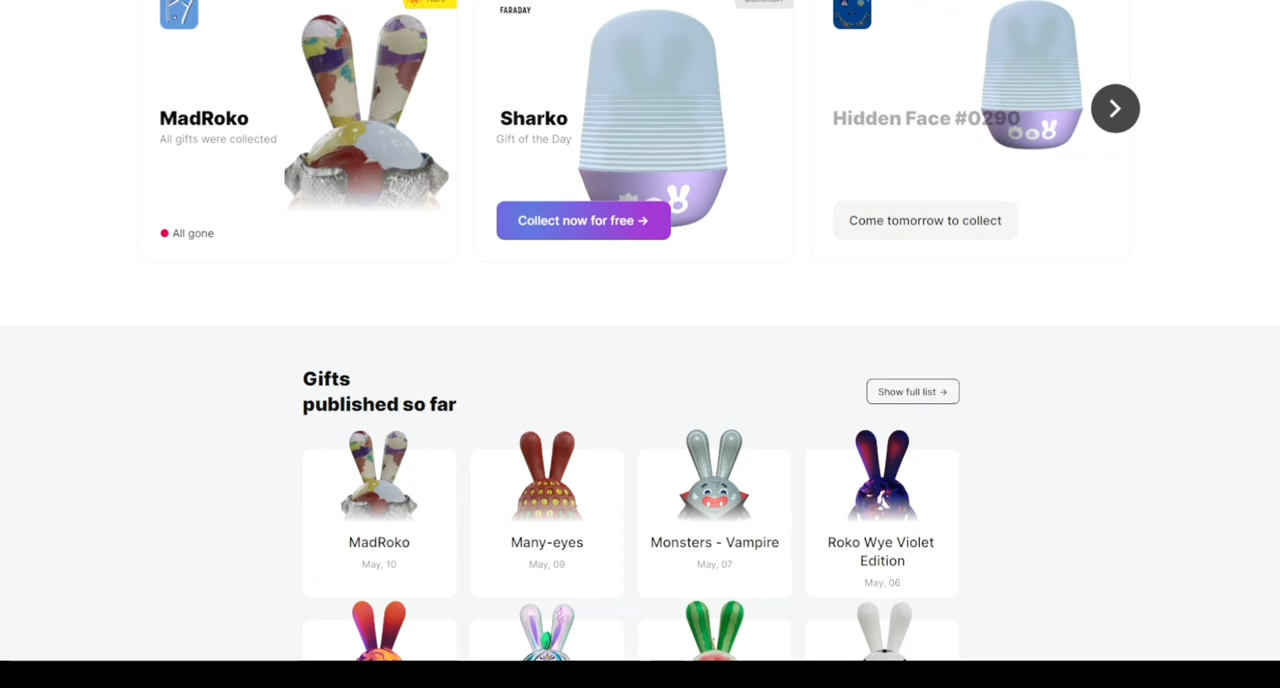 FARADAY
MadRoko
All gifts were collected
All gone
Sharko
Gift of the Day
Collect now for free →
Hidden Face #0290
Come tomorrow to collect
Gifts
published so far
Show full list →
MadRoko
May, 10
Many-eyes
May, 09
Monsters - Vampire
May, 07
Roko Wye Violet
Edition
May, 06